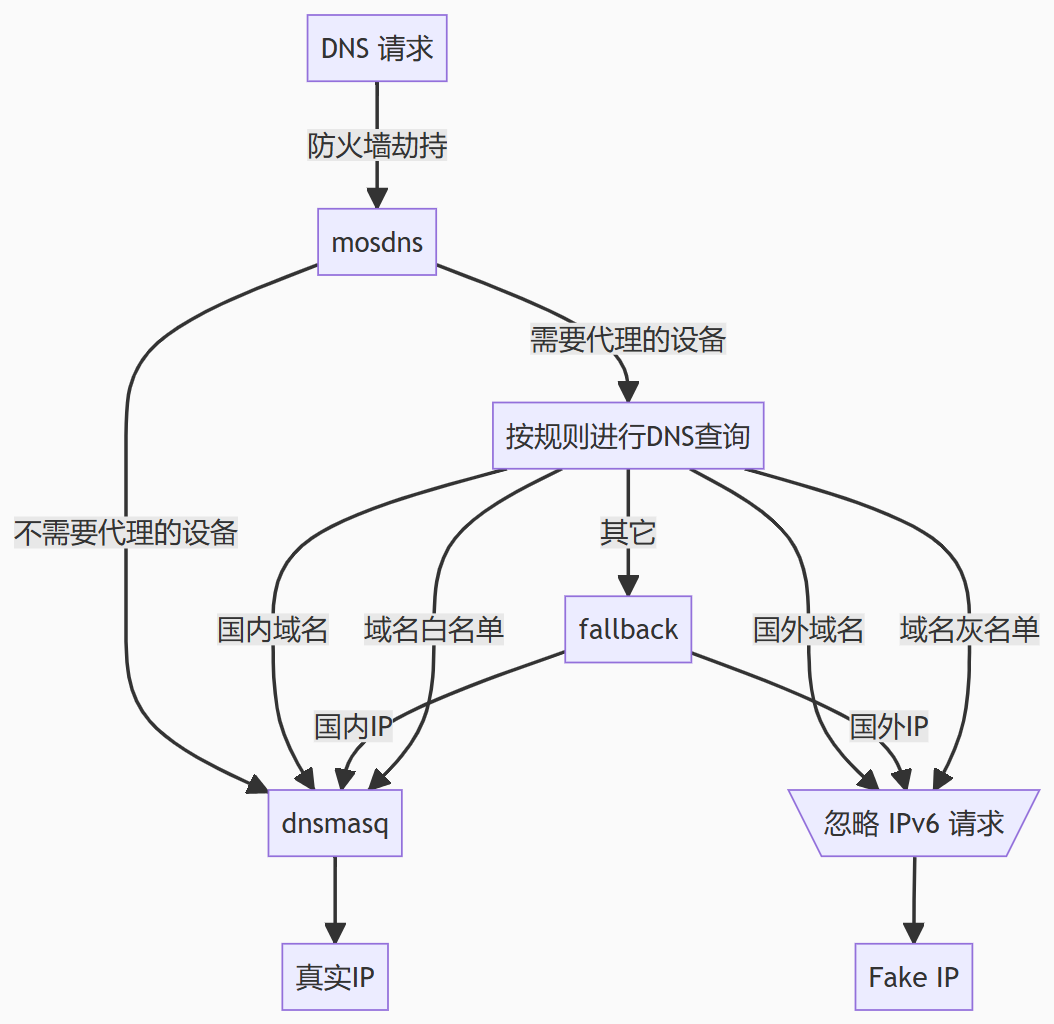 DNS 请求
防火墙劫持
mosdns
需要代理的设备
按规则进行DNS查询
不需要代理的设备
其它
国内域名
域名白名单
fallback
国外域名
域名灰名单
国内IP
国外IP
dnsmasq
忽略 IPv6 请求
真实IP
Fake IP